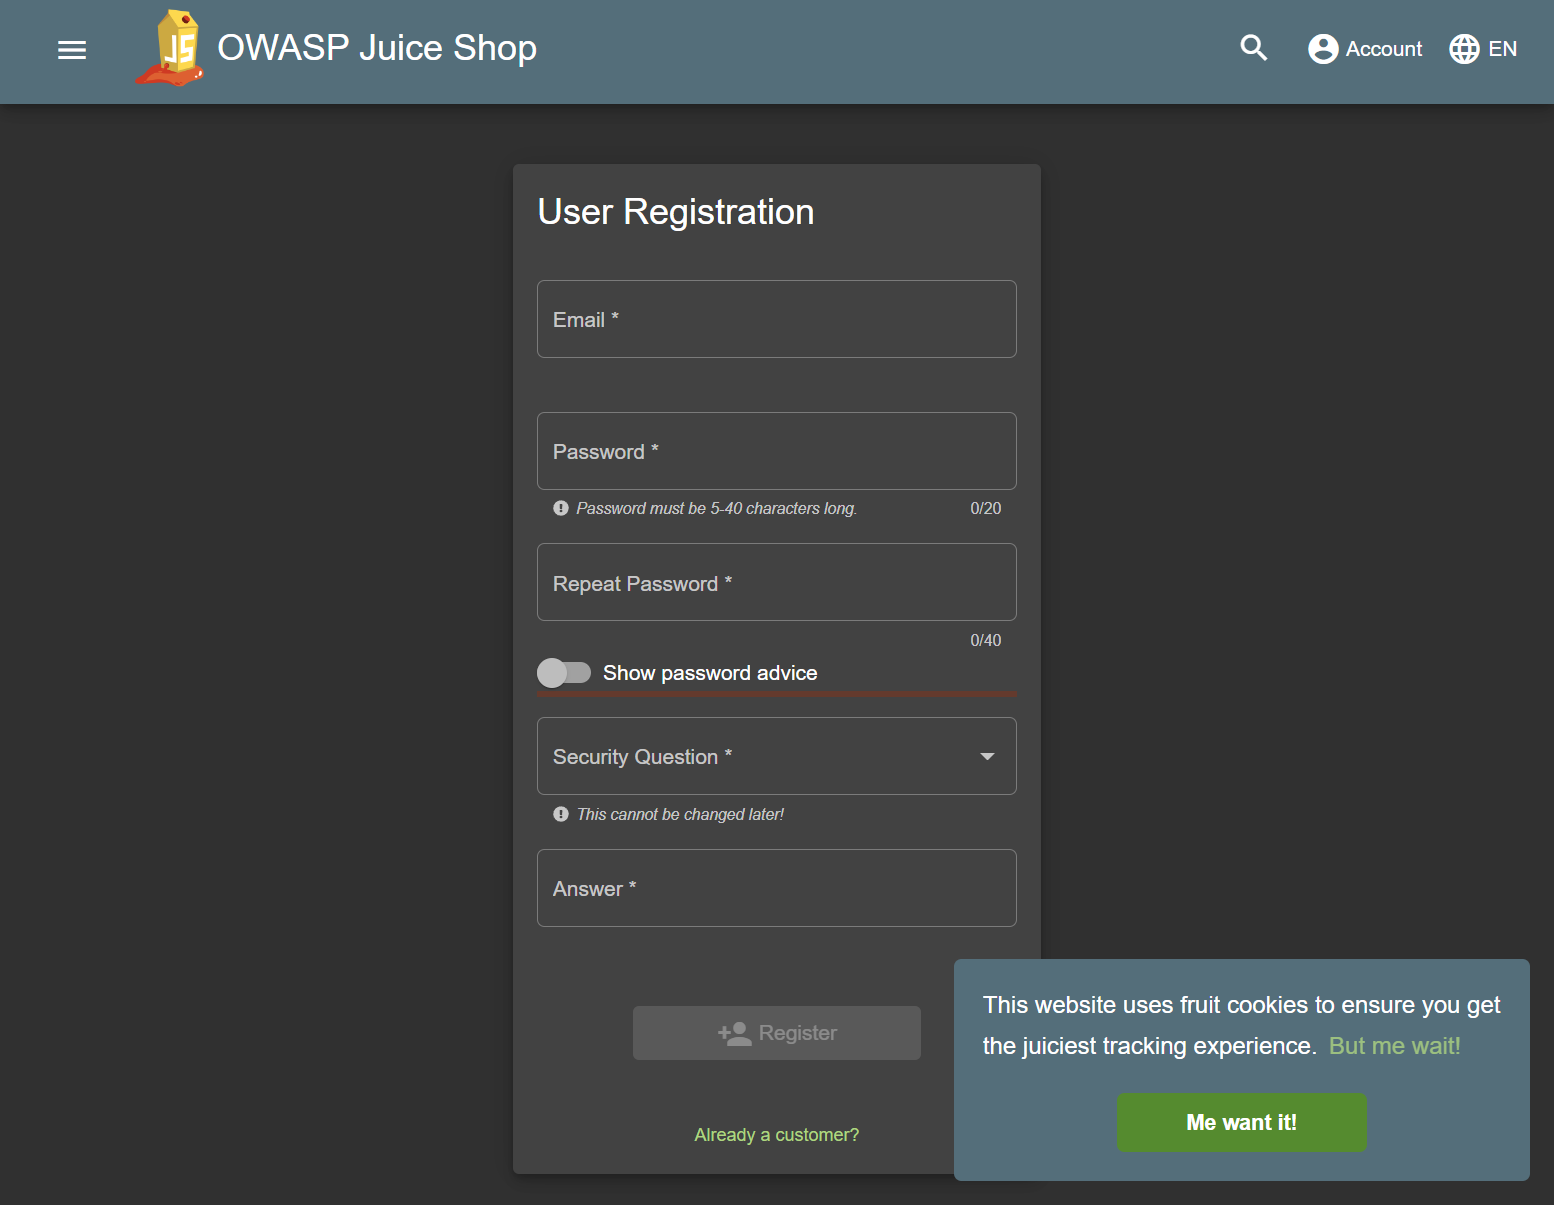 JS
OWASP Juice Shop
Account
EN
User Registration
Email *
Password *
Password must be 5-40 characters long.
0/20
Repeat Password *
0/40
Show password advice
Security Question *
This cannot be changed later!
Answer *
Register
Already a customer?
This website uses fruit cookies to ensure you get
the juiciest tracking experience. But me wait!
Me want it!